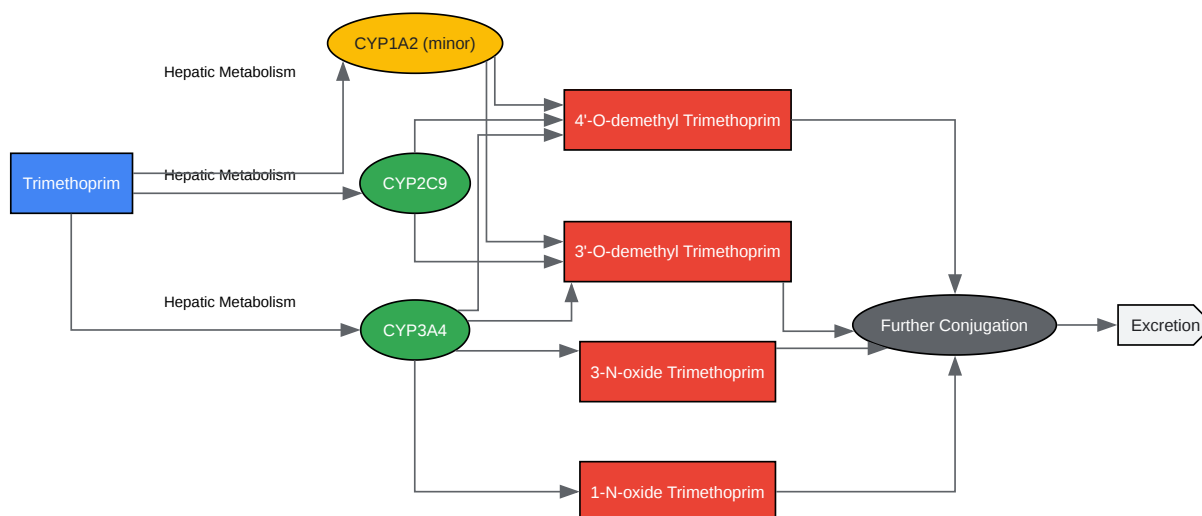 CYP1A2 (minor)
Hepatic Metabolism
4'-O-demethyl Trimethoprim
Trimethoprim
Hepatic Metabolism
CYP2C9
3'-O-demethyl Trimethoprim
Hepatic Metabolism
CYP3A4
Further Conjugation
Excretion
3-N-oxide Trimethoprim
1-N-oxide Trimethoprim